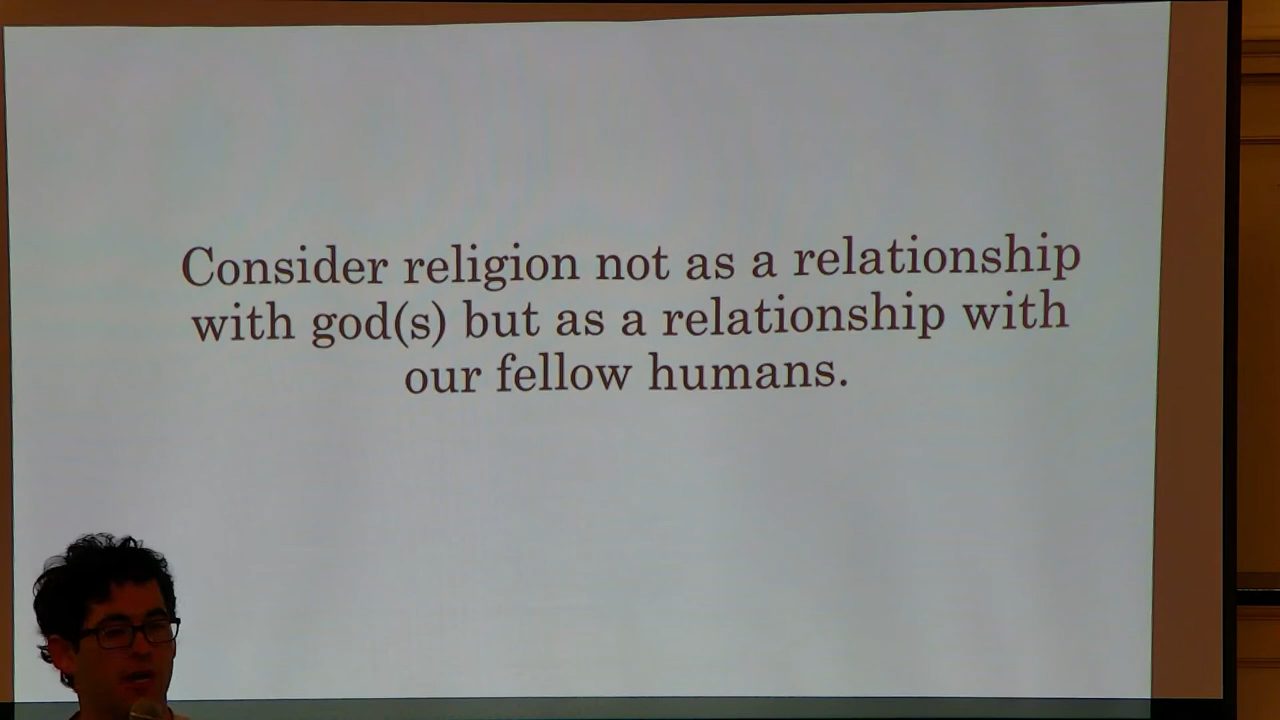 Consider religion not as a relationship
with god(s) but as a relationship with
our fellow humans.